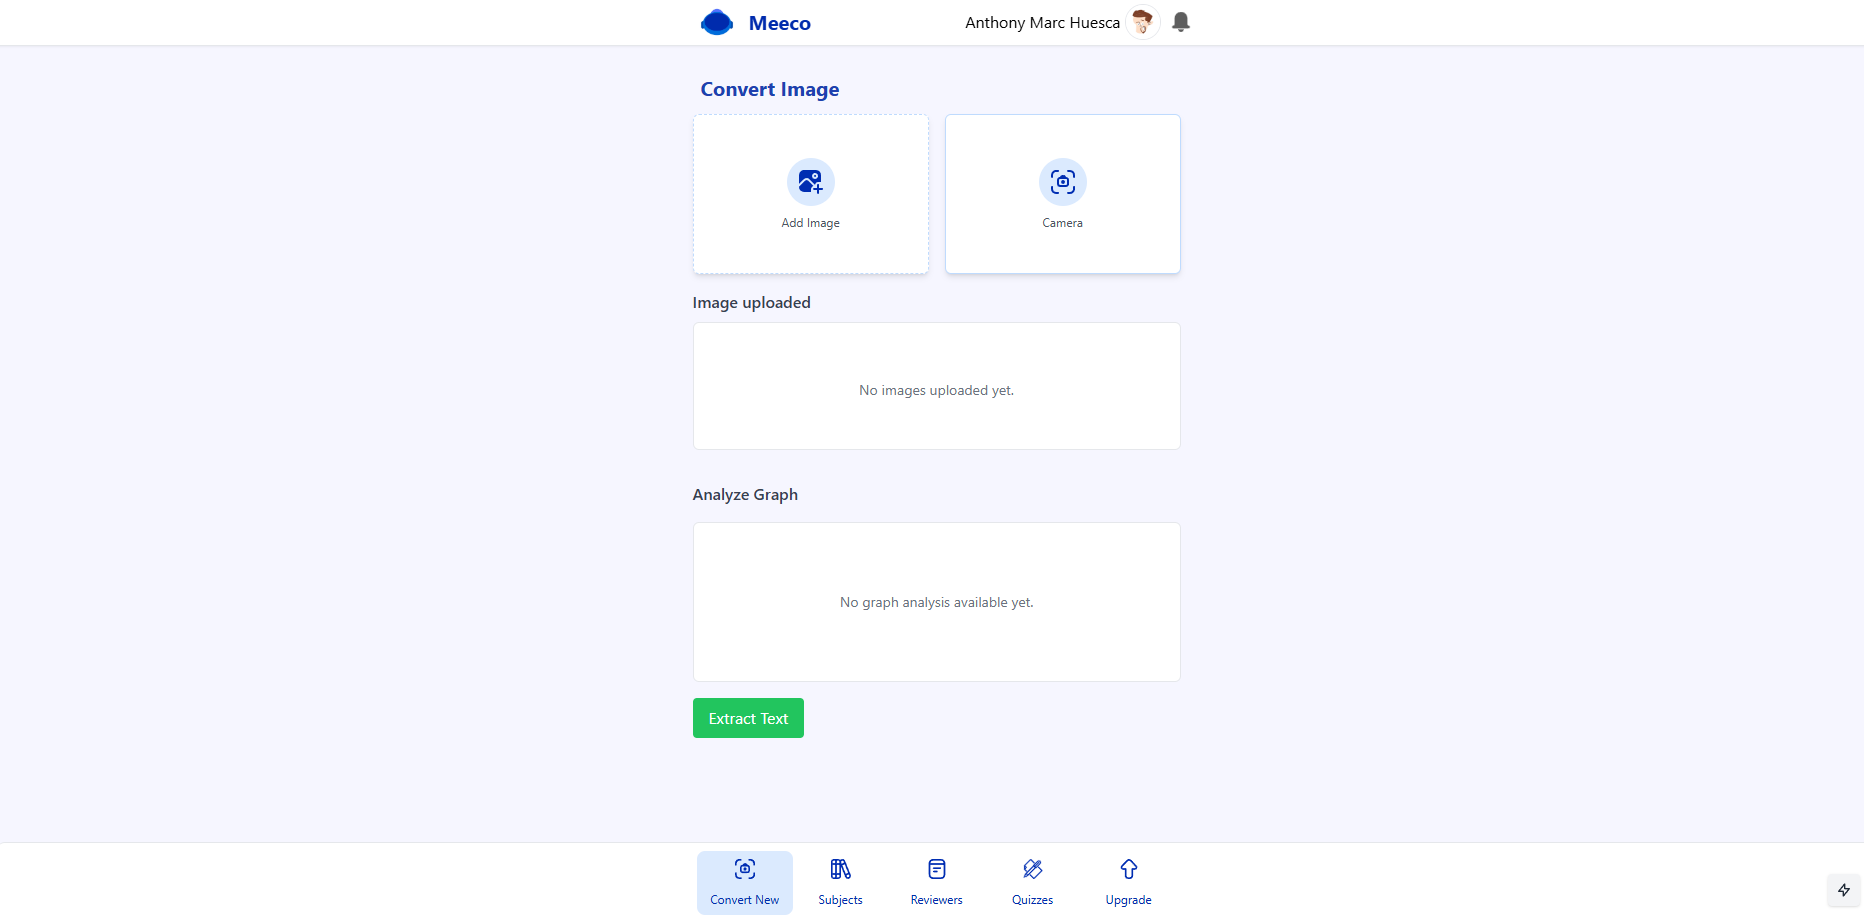 Meeco
Anthony Marc Huesca
Convert Image
Add Image
Camera
Image uploaded
No images uploaded yet.
Analyze Graph
No graph analysis available yet.
Extract Text
Convert New
Subjects
Reviewers
Quizzes
Upgrade